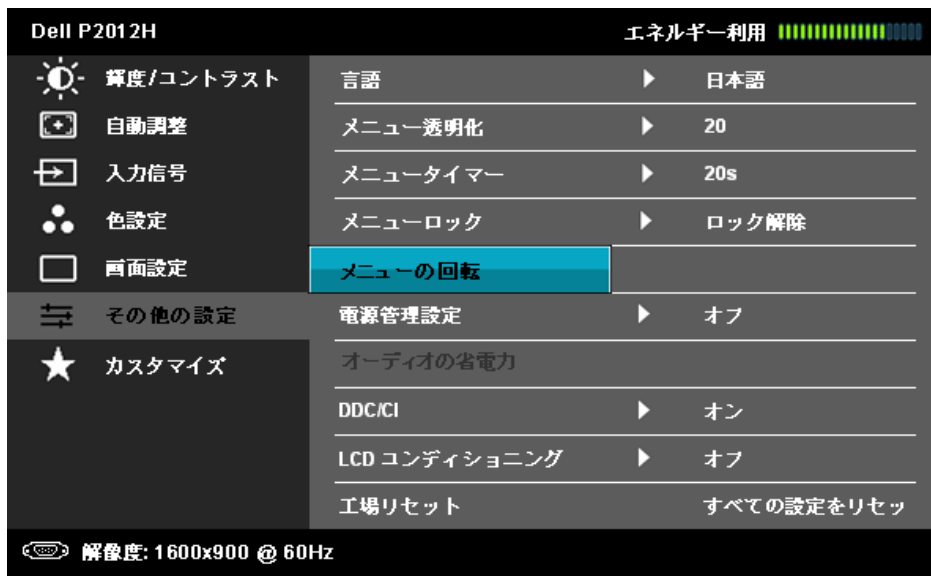 Dell P2012H エネルギー利用
輝度/コントラスト
自動調整
入力信号
色設定
画面設定
その他の設定
カスタマイズ
言語 日本語
メニュー透明化 20
メニュータイマー 20s
メニューロック ロック解除
メニューの回転
電源管理設定 オフ
オーディオの省電力
DDC/CI オン
LCD コンディショニング オフ
工場リセット すべての設定をリセッ
解像度: 1600x900 @ 60Hz